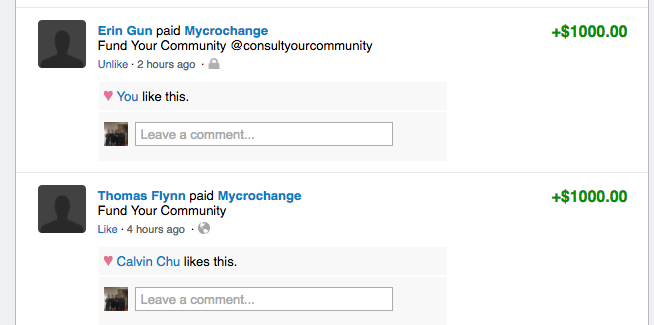 Erin Gun paid Mycrochange
+$1000.00
Fund Your Community @consultyourcommunity
Unlike · 2 hours ago ·
You like this.
Leave a comment...
Thomas Flynn paid Mycrochange
+$1000.00
Fund Your Community
Like · 4 hours ago ·
Calvin Chu likes this.
Leave a comment...